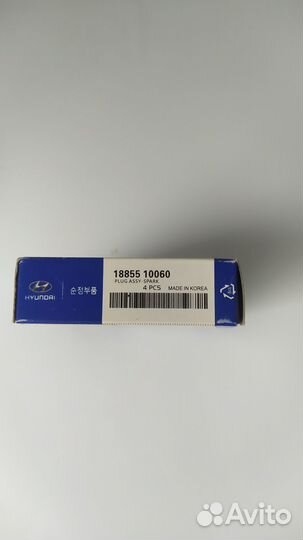 HYUNDAI
순정부품
18855 10060
PLUG ASSY-SPARK
4 PCS MADE IN KOREA
Avito